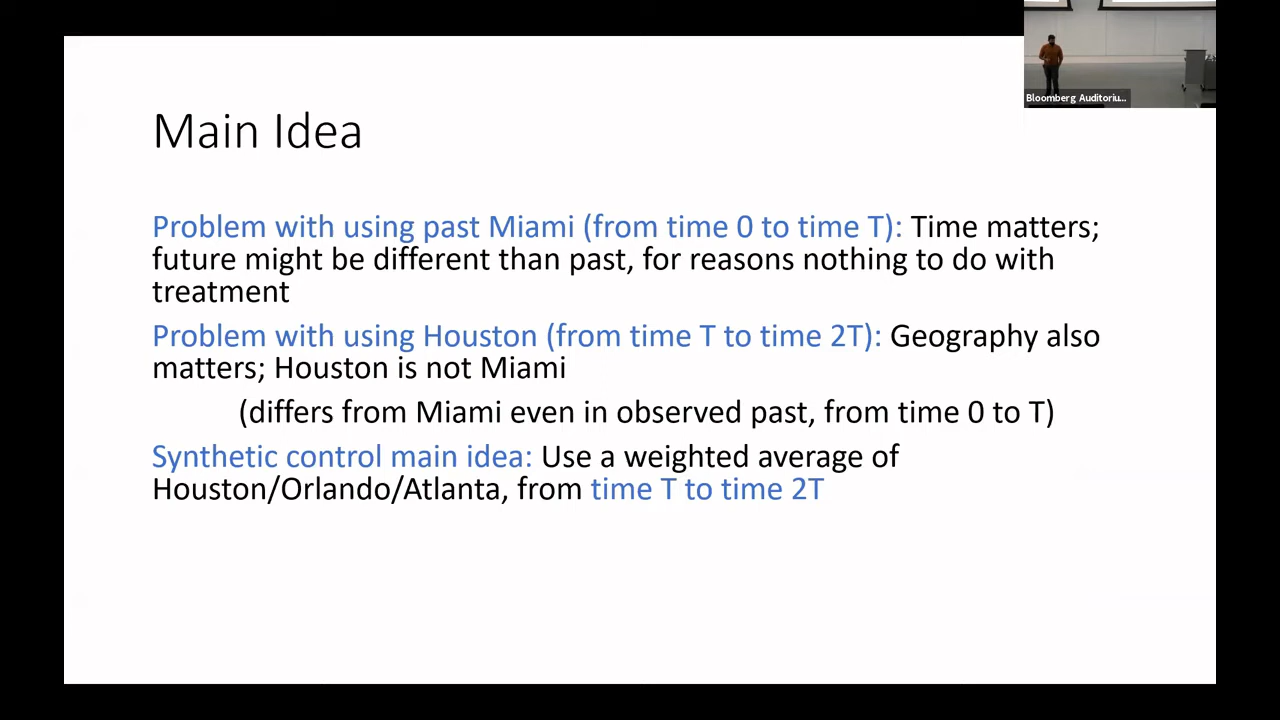 Bloomberg Auditoriu...
Main Idea
Problem with using past Miami (from time 0 to time T): Time matters;
future might be different than past, for reasons nothing to do with
treatment
Problem with using Houston (from time T to time 2T): Geography also
matters; Houston is not Miami
(differs from Miami even in observed past, from time 0 to T)
Synthetic control main idea: Use a weighted average of
Houston/Orlando/Atlanta, from time T to time 2T